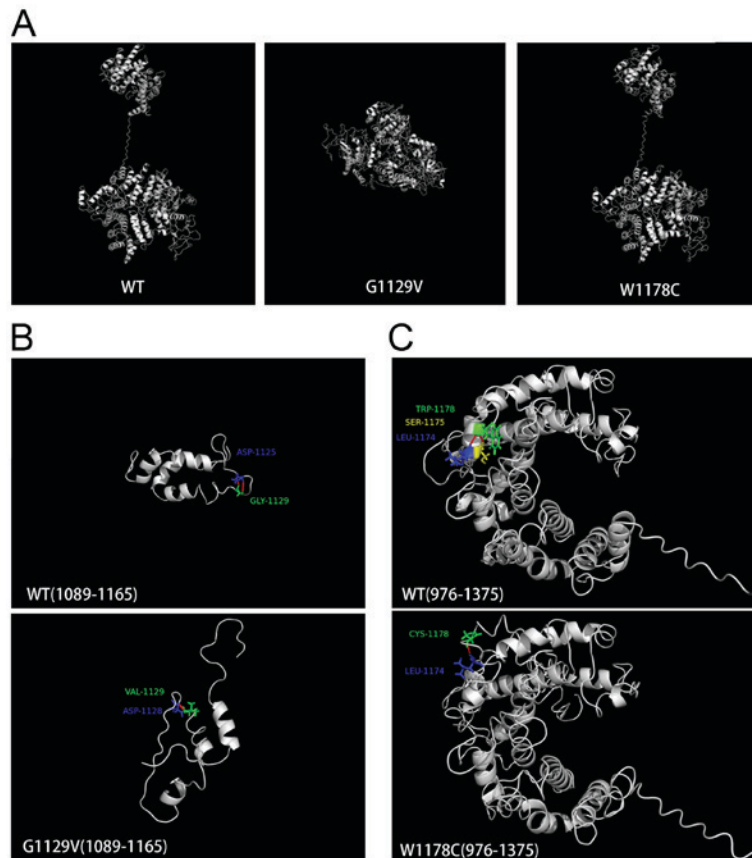 A
WT
G1129V
W1178C
B
ASP-1125
GLY-1129
WT(1089-1165)
VAL-1129
ASP-1128
G1129V(1089-1165)
C
TRP-1178
SER-1175
LEU-1174
WT(976-1375)
CYS-1178
LEU-1174
W1178C(976-1375)